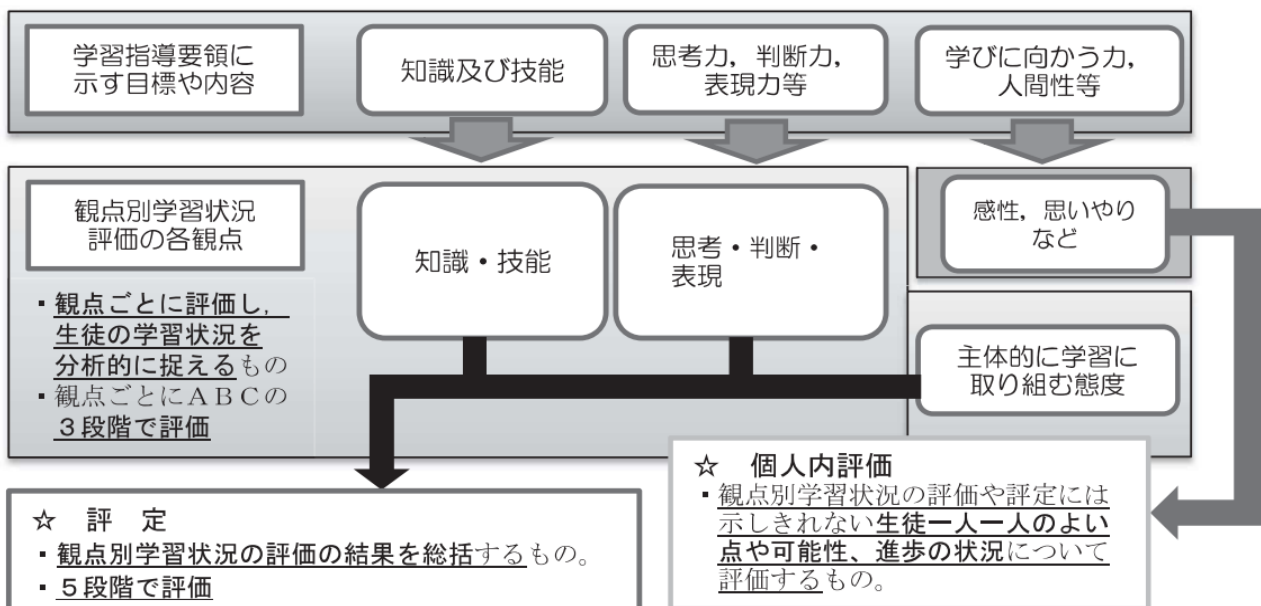 学習指導要領に
示す目標や内容
知識及び技能
思考力，判断力，
表現力等
学びに向かう力，
人間性等
観点別学習状況
評価の各観点
・観点ごとに評価し，
生徒の学習状況を
分析的に捉えるもの
・観点ごとにＡＢＣの
３段階で評価
知識・技能
思考・判断・
表現
感性，思いやり
など
主体的に学習に
取り組む態度
☆　評　定
・観点別学習状況の評価の結果を総括するもの。
・５段階で評価
☆　個人内評価
・観点別学習状況の評価や評定には
示しきれない生徒一人一人のよい
点や可能性、進歩の状況について
評価するもの。